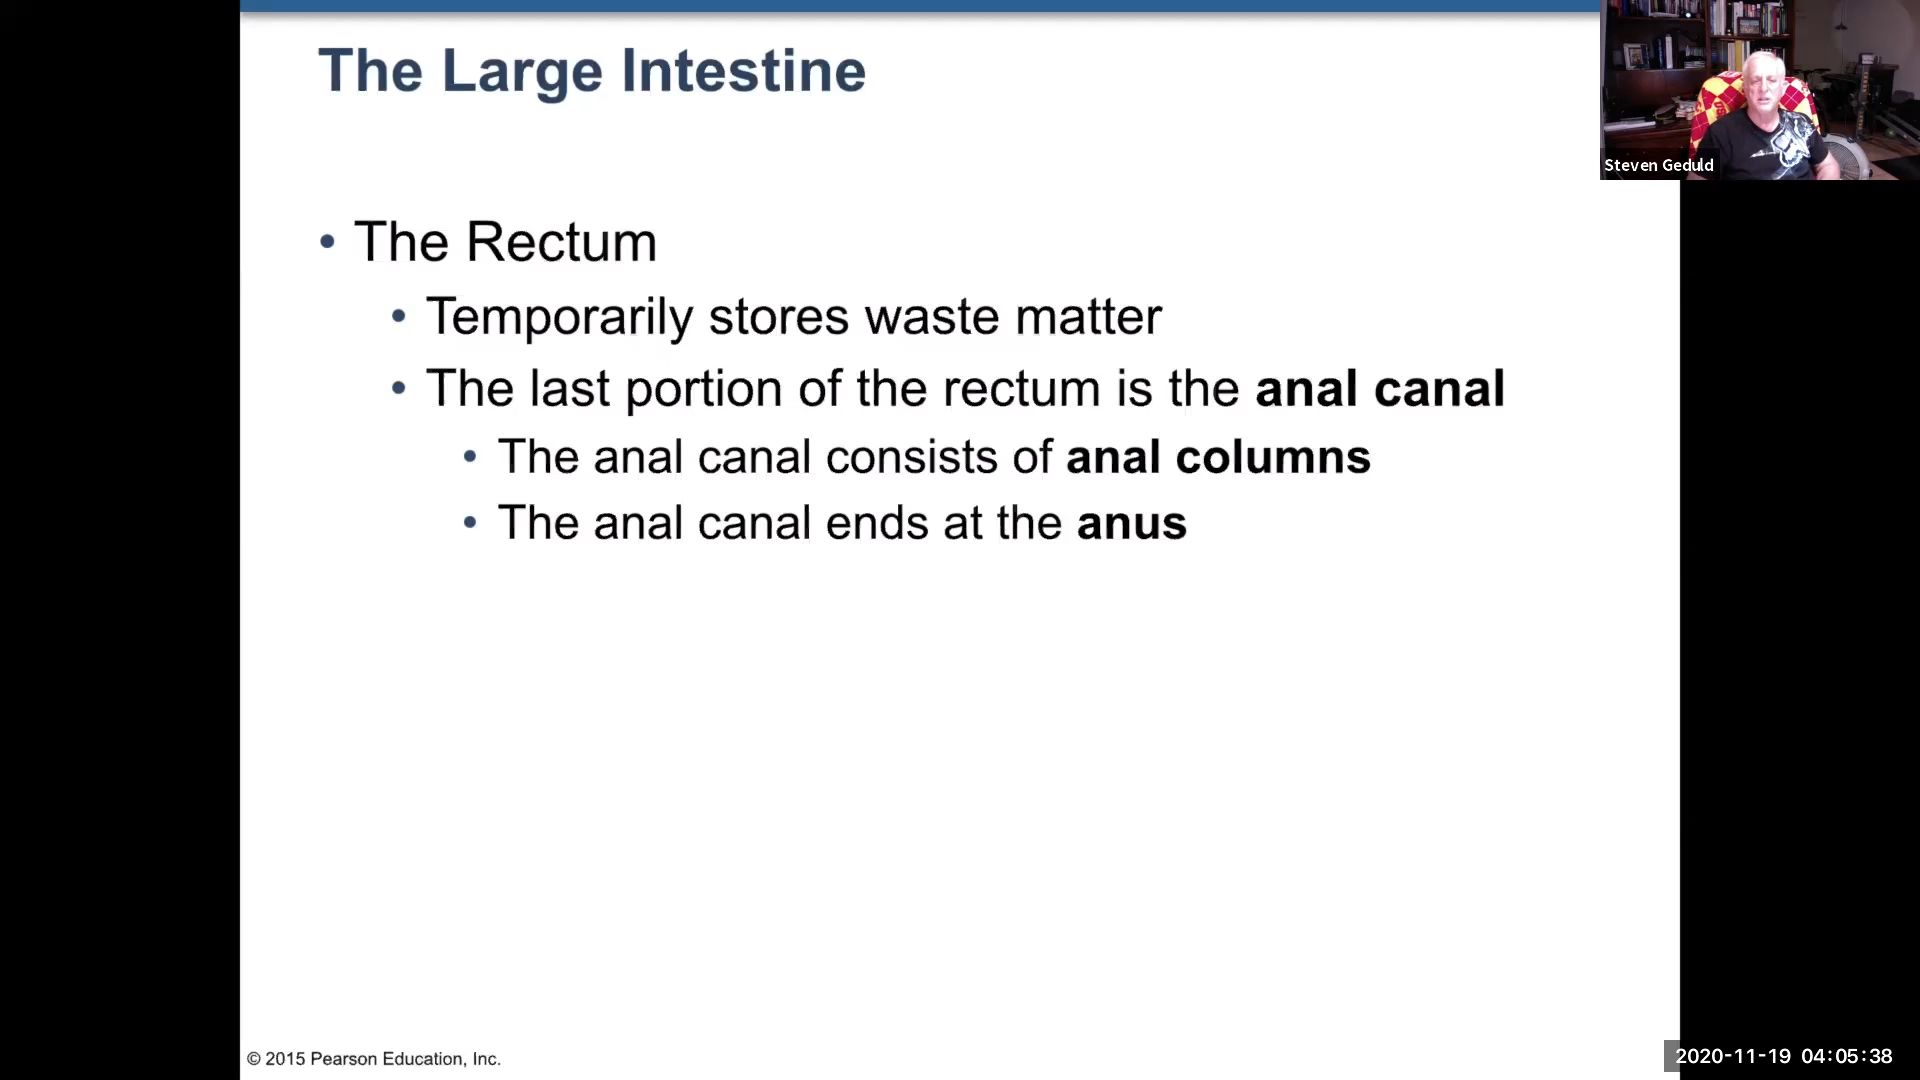 The Large Intestine
Steven Geduld
• The Rectum
• Temporarily stores waste matter
• The last portion of the rectum is the anal canal
• The anal canal consists of anal columns
• The anal canal ends at the anus
© 2015 Pearson Education, Inc.
2020-11-19 04:05:38